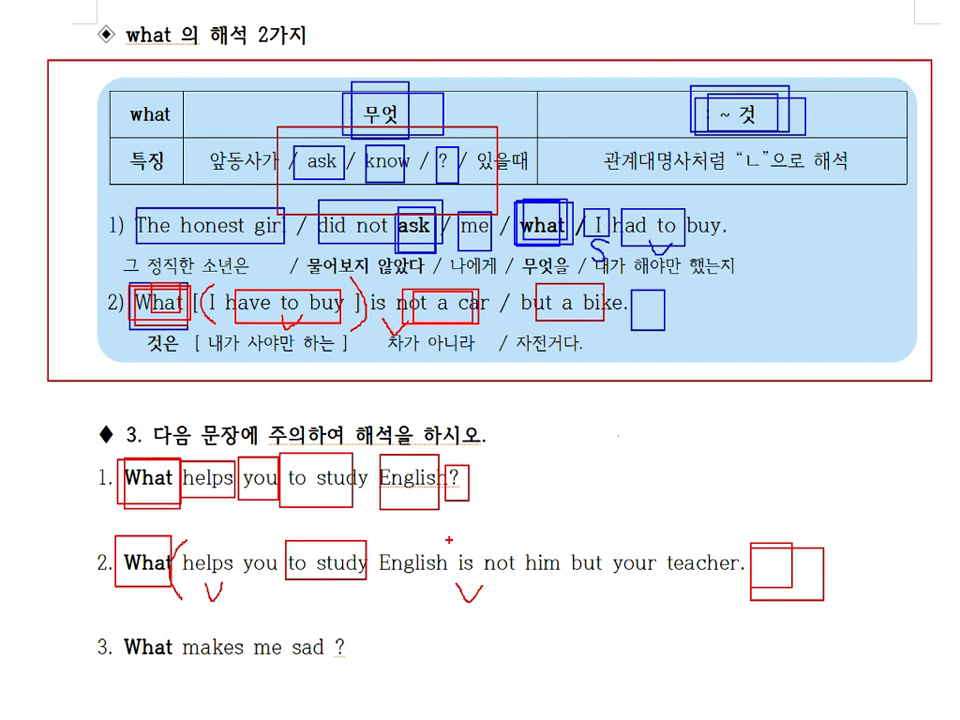 ◈ what 의 해석 2가지
what 무엇 ~ 것
특징 앞동사가 / ask / know / ? / 있을때 관계대명사처럼 “ㄴ”으로 해석
1) The honest girl / did not ask / me / what / I had to buy.
S
그 정직한 소년은 / 물어보지 않았다 / 나에게 / 무엇을 / 내가 해야만 했는지
2) What [ I have to buy ] is not a car / but a bike.
것은 [ 내가 사야만 하는 ] 차가 아니라 / 자전거다.
♦ 3. 다음 문장에 주의하여 해석을 하시오.
1. What helps you to study English?
2. What helps you to study English is not him but your teacher.
3. What makes me sad ?